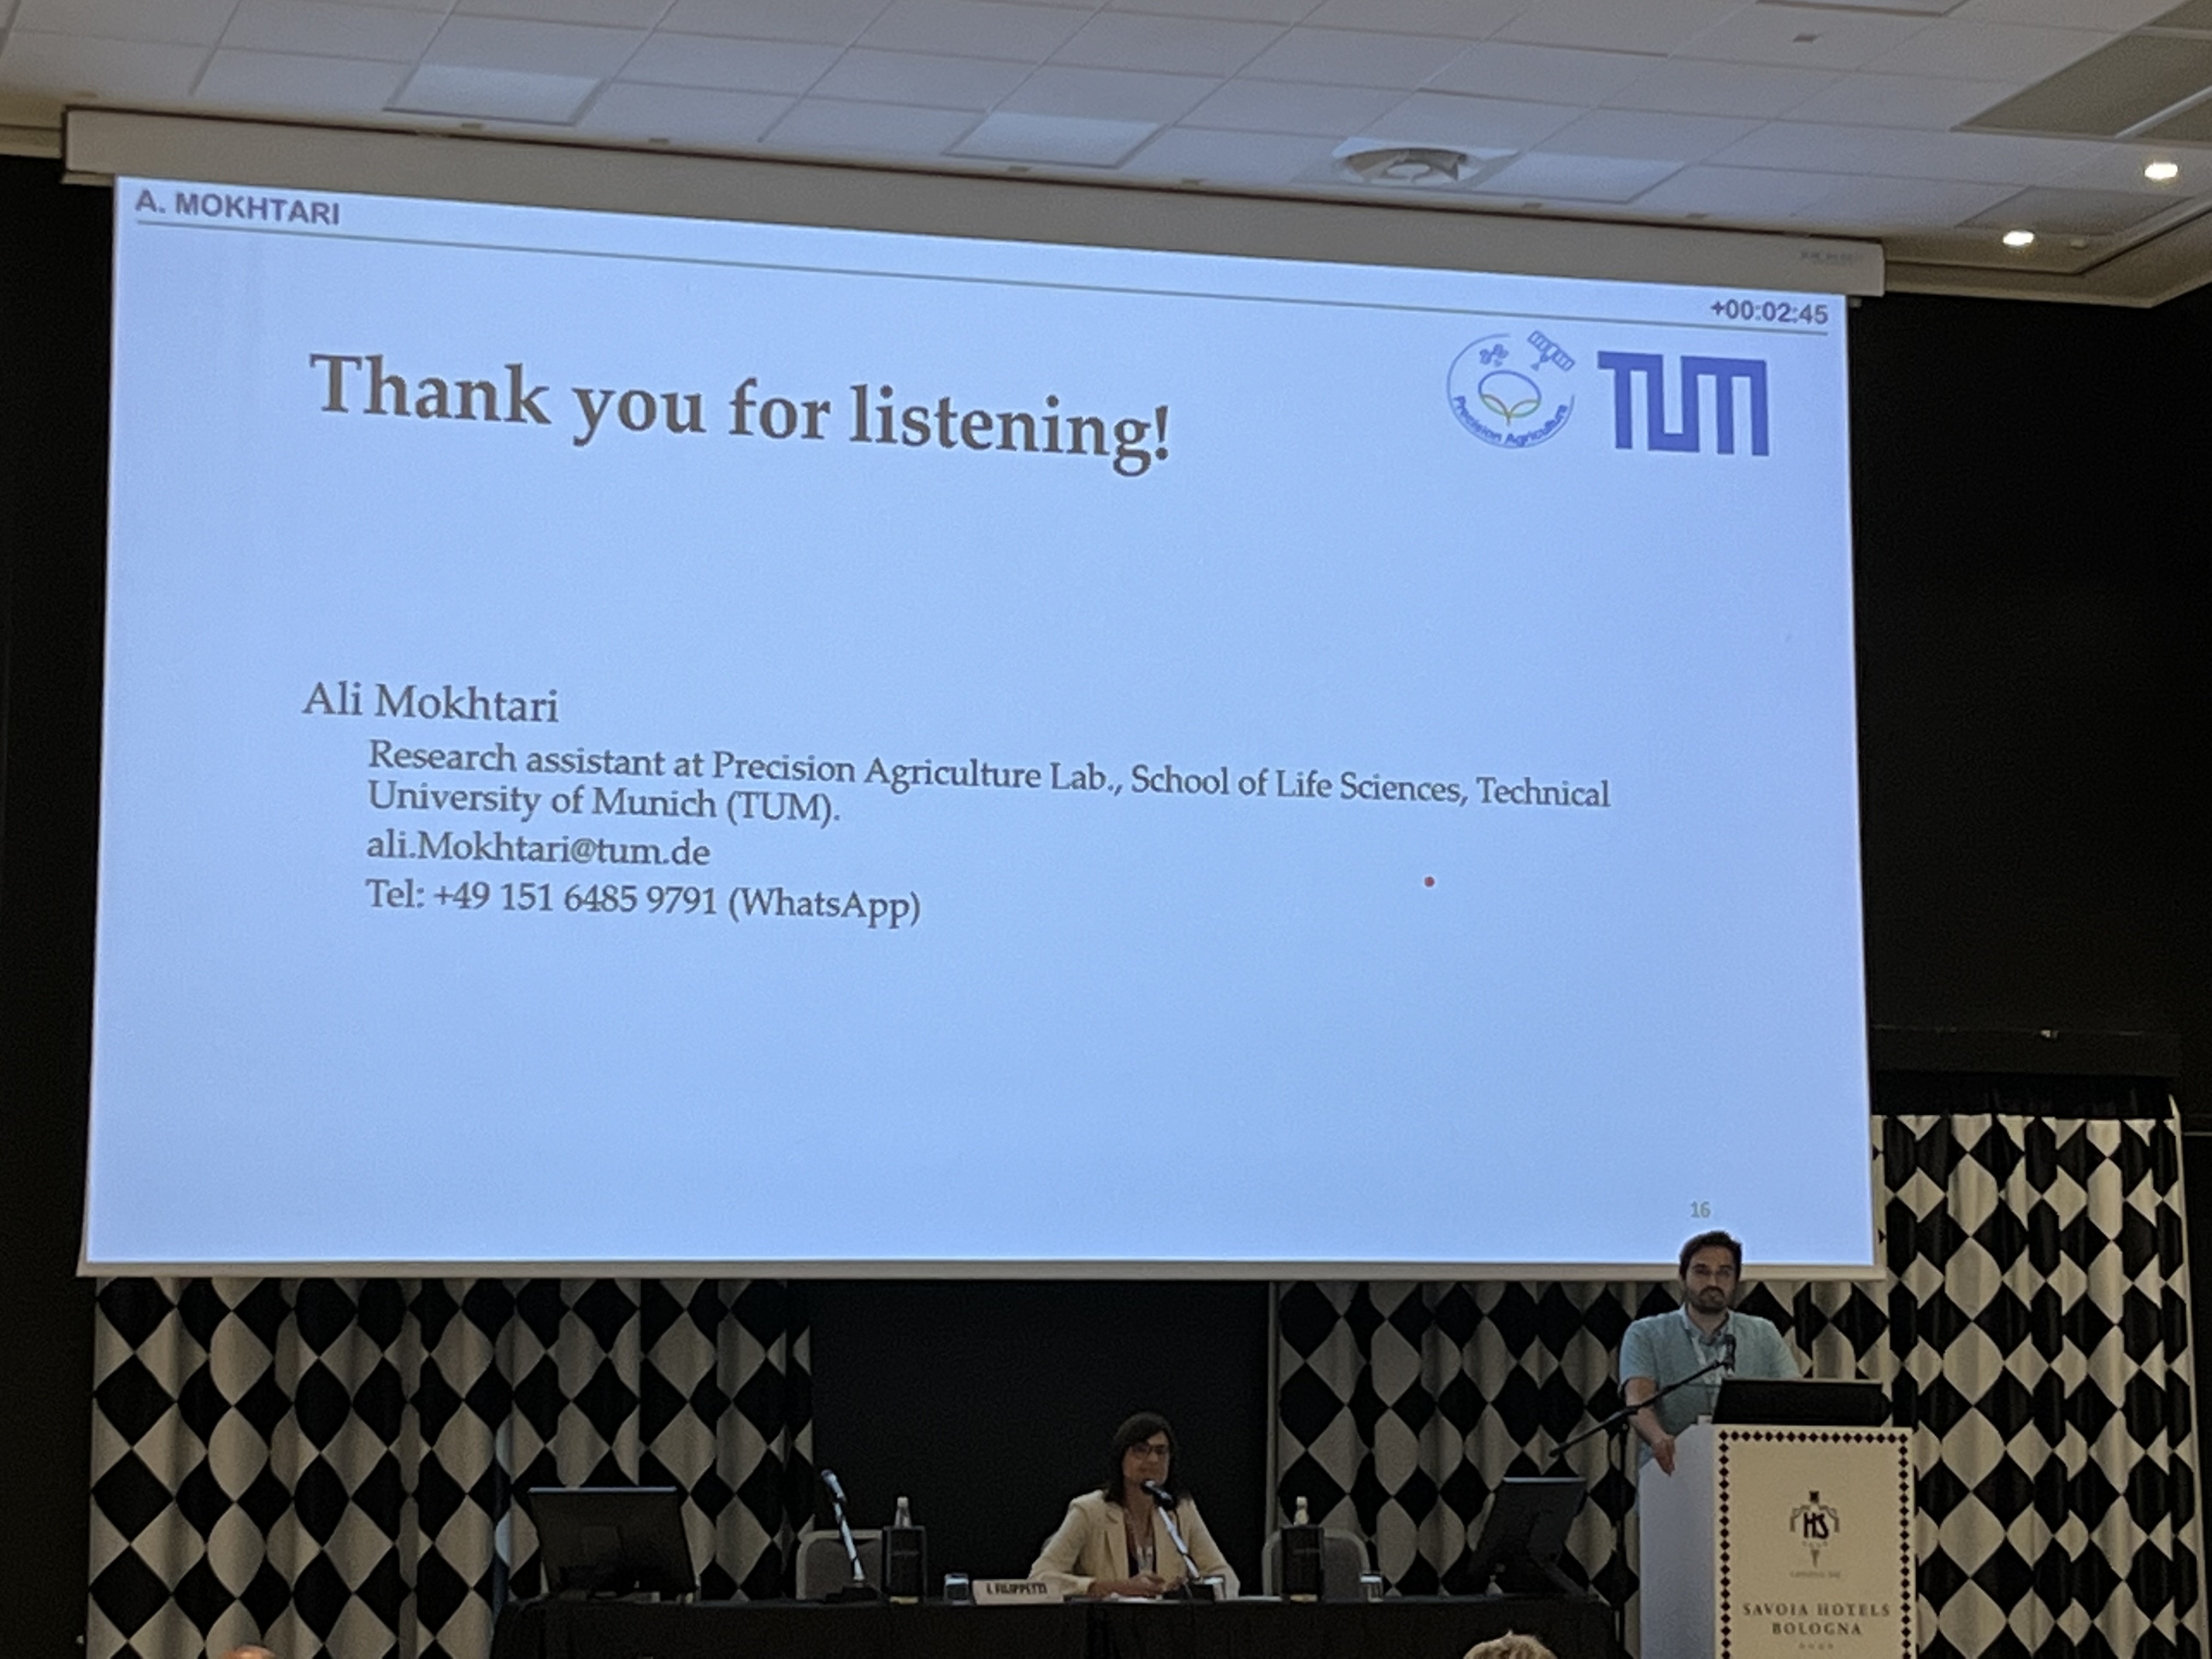 A. MOKHTARI
+00:02:45
Thank you for listening!
Precision Agriculture
TUM
Ali Mokhtari
Research assistant at Precision Agriculture Lab., School of Life Sciences, Technical
University of Munich (TUM).
ali.Mokhtari@tum.de
Tel: +49 151 6485 9791 (WhatsApp)
16
I. FILIPPETTI
HS
SAVOIA HOTELS
BOLOGNA